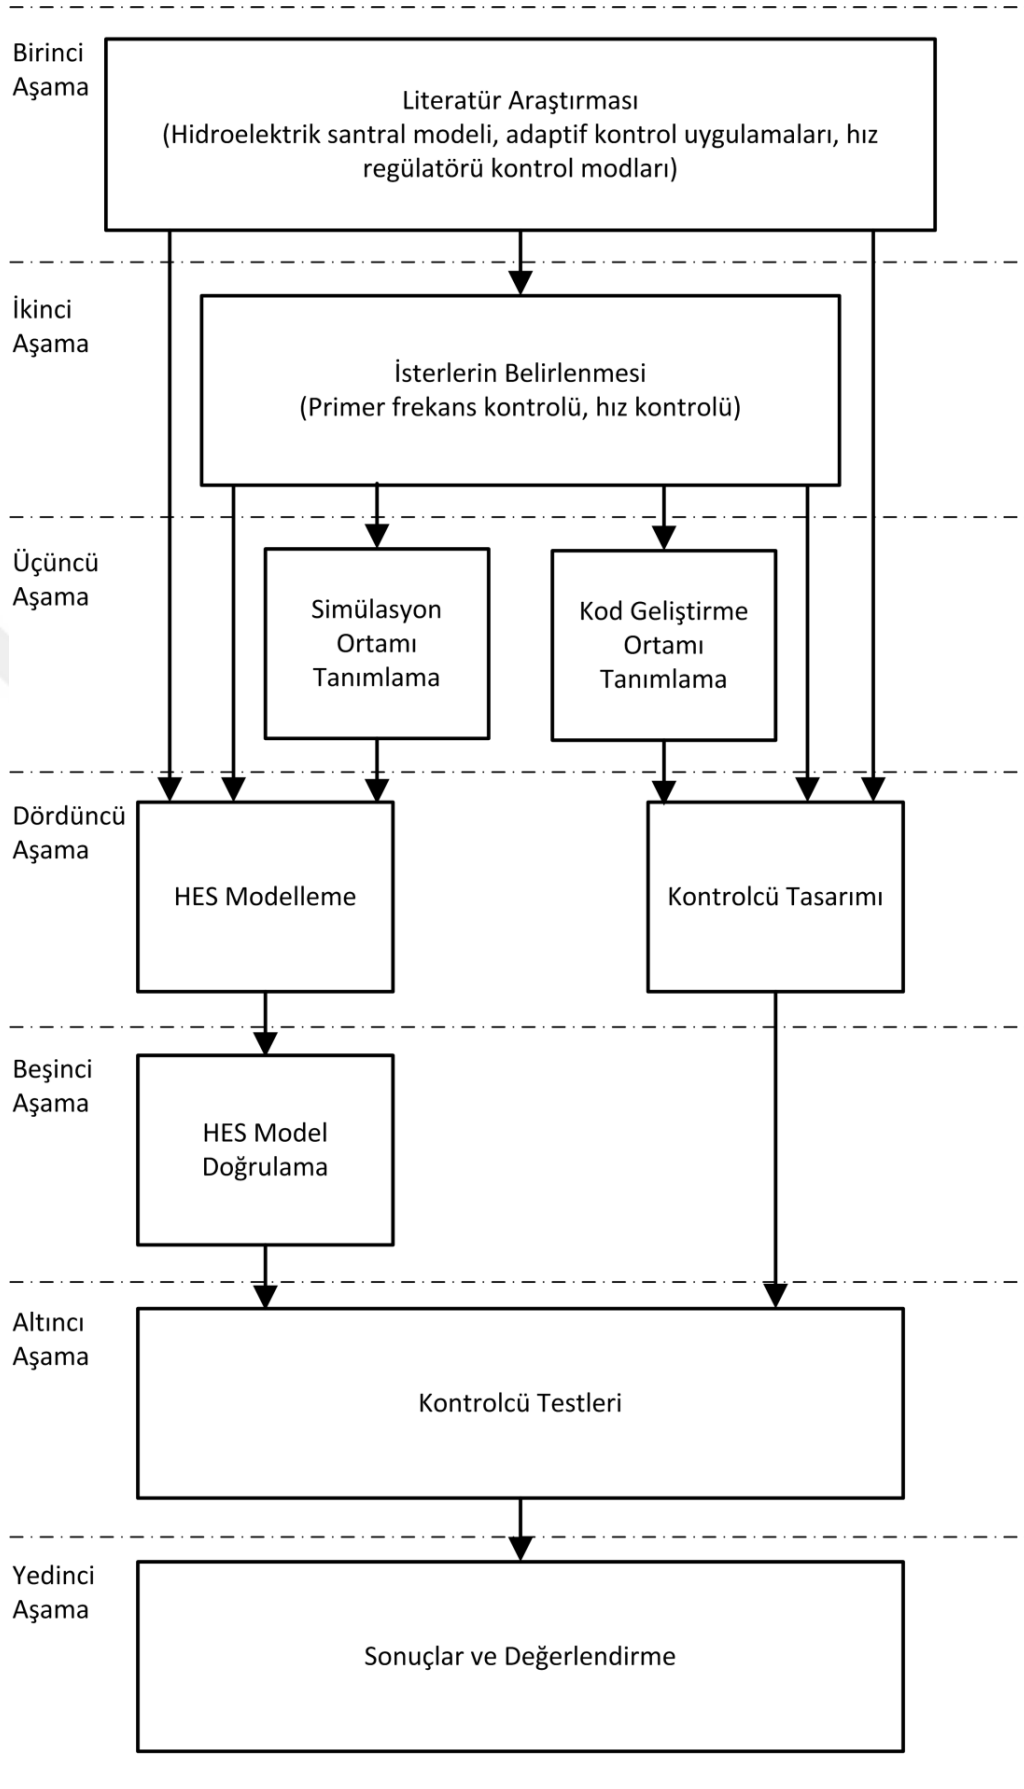 Birinci
Aşama
Literatür Araştırması
(Hidroelektrik santral modeli, adaptif kontrol uygulamaları, hız
regülatörü kontrol modları)
İkinci
Aşama
İsterlerin Belirlenmesi
(Primer frekans kontrolü, hız kontrolü)
Üçüncü
Aşama
Simülasyon
Ortamı
Tanımlama
Kod Geliştirme
Ortamı
Tanımlama
Dördüncü
Aşama
HES Modelleme
Kontrolcü Tasarımı
Beşinci
Aşama
HES Model
Doğrulama
Altıncı
Aşama
Kontrolcü Testleri
Yedinci
Aşama
Sonuçlar ve Değerlendirme